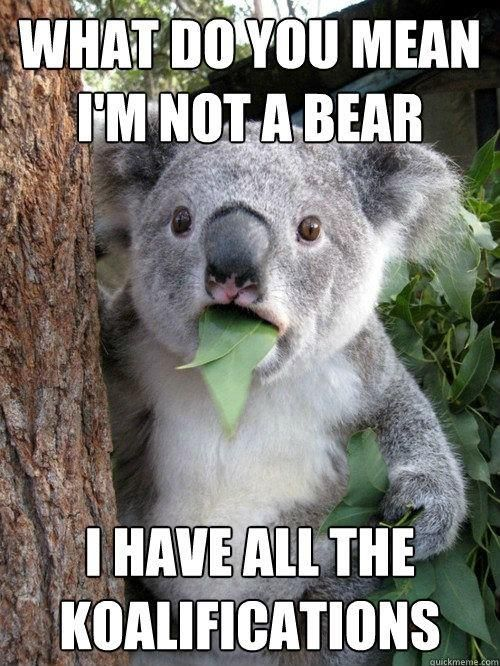 WHAT DO YOU MEAN
I'M NOT A BEAR
I HAVE ALL THE
KOALIFICATIONS
quickmeme.com